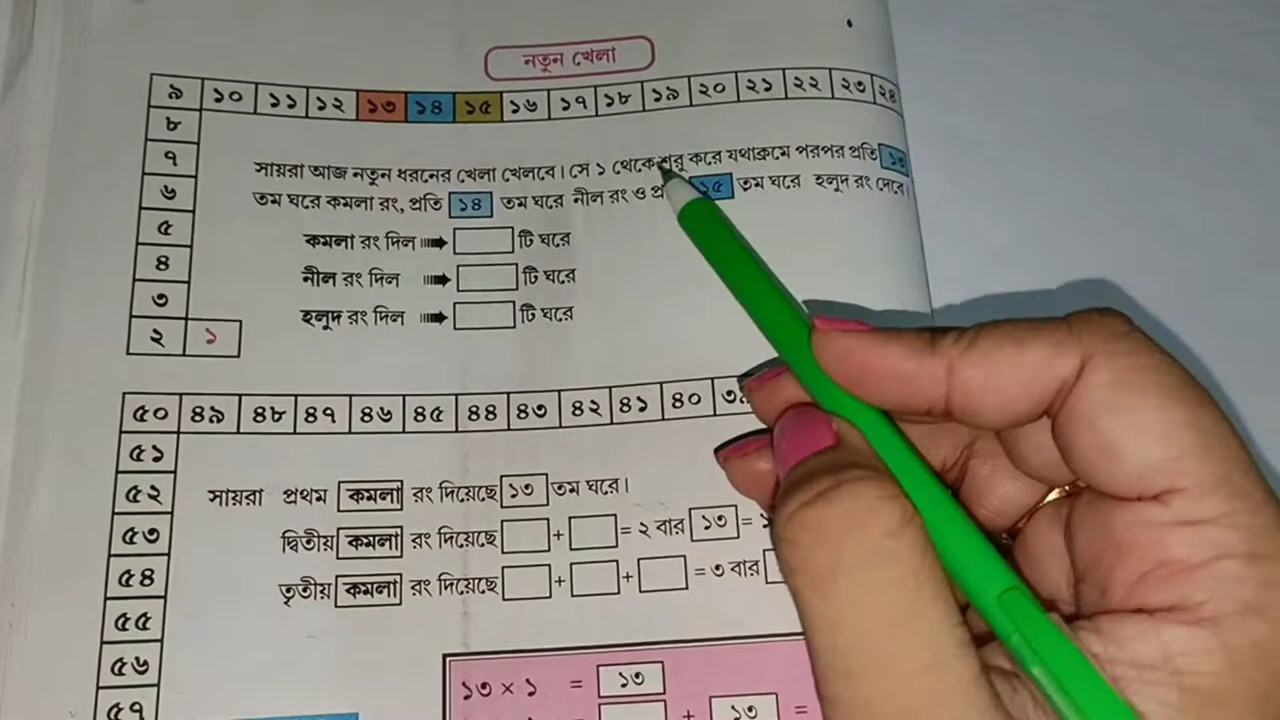 নতুন খেলা
৯ ১০ ১১ ১২ ১৩ ১৪ ১৫ ১৬ ১৭ ১৮ ১৯ ২০ ২১ ২২ ২৩ ২৪
৮
৭
সায়রা আজ নতুন ধরনের খেলা খেলবে। সে ১ থেকে শুরু করে যথাক্রমে পরপর প্রতি ১৩
৬
তম ঘরে কমলা রং, প্রতি ১৪ তম ঘরে নীল রং ও ১৫ তম ঘরে হলুদ রং দেবে।
৫
কমলা রং দিল টি ঘরে
৪
নীল রং দিল টি ঘরে
৩
হলুদ রং দিল টি ঘরে
২ ১
৫০ ৪৯ ৪৮ ৪৭ ৪৬ ৪৫ ৪৪ ৪৩ ৪২ ৪১ ৪০
৫১
৫২
সায়রা প্রথম কমলা রং দিয়েছে ১৩ তম ঘরে।
৫৩
দ্বিতীয় কমলা রং দিয়েছে + = ২ বার ১৩ =
৫৪
তৃতীয় কমলা রং দিয়েছে + + = ৩ বার
৫৫
৫৬
৫৭
১৩ × ১ = ১৩
+ ১৩ =